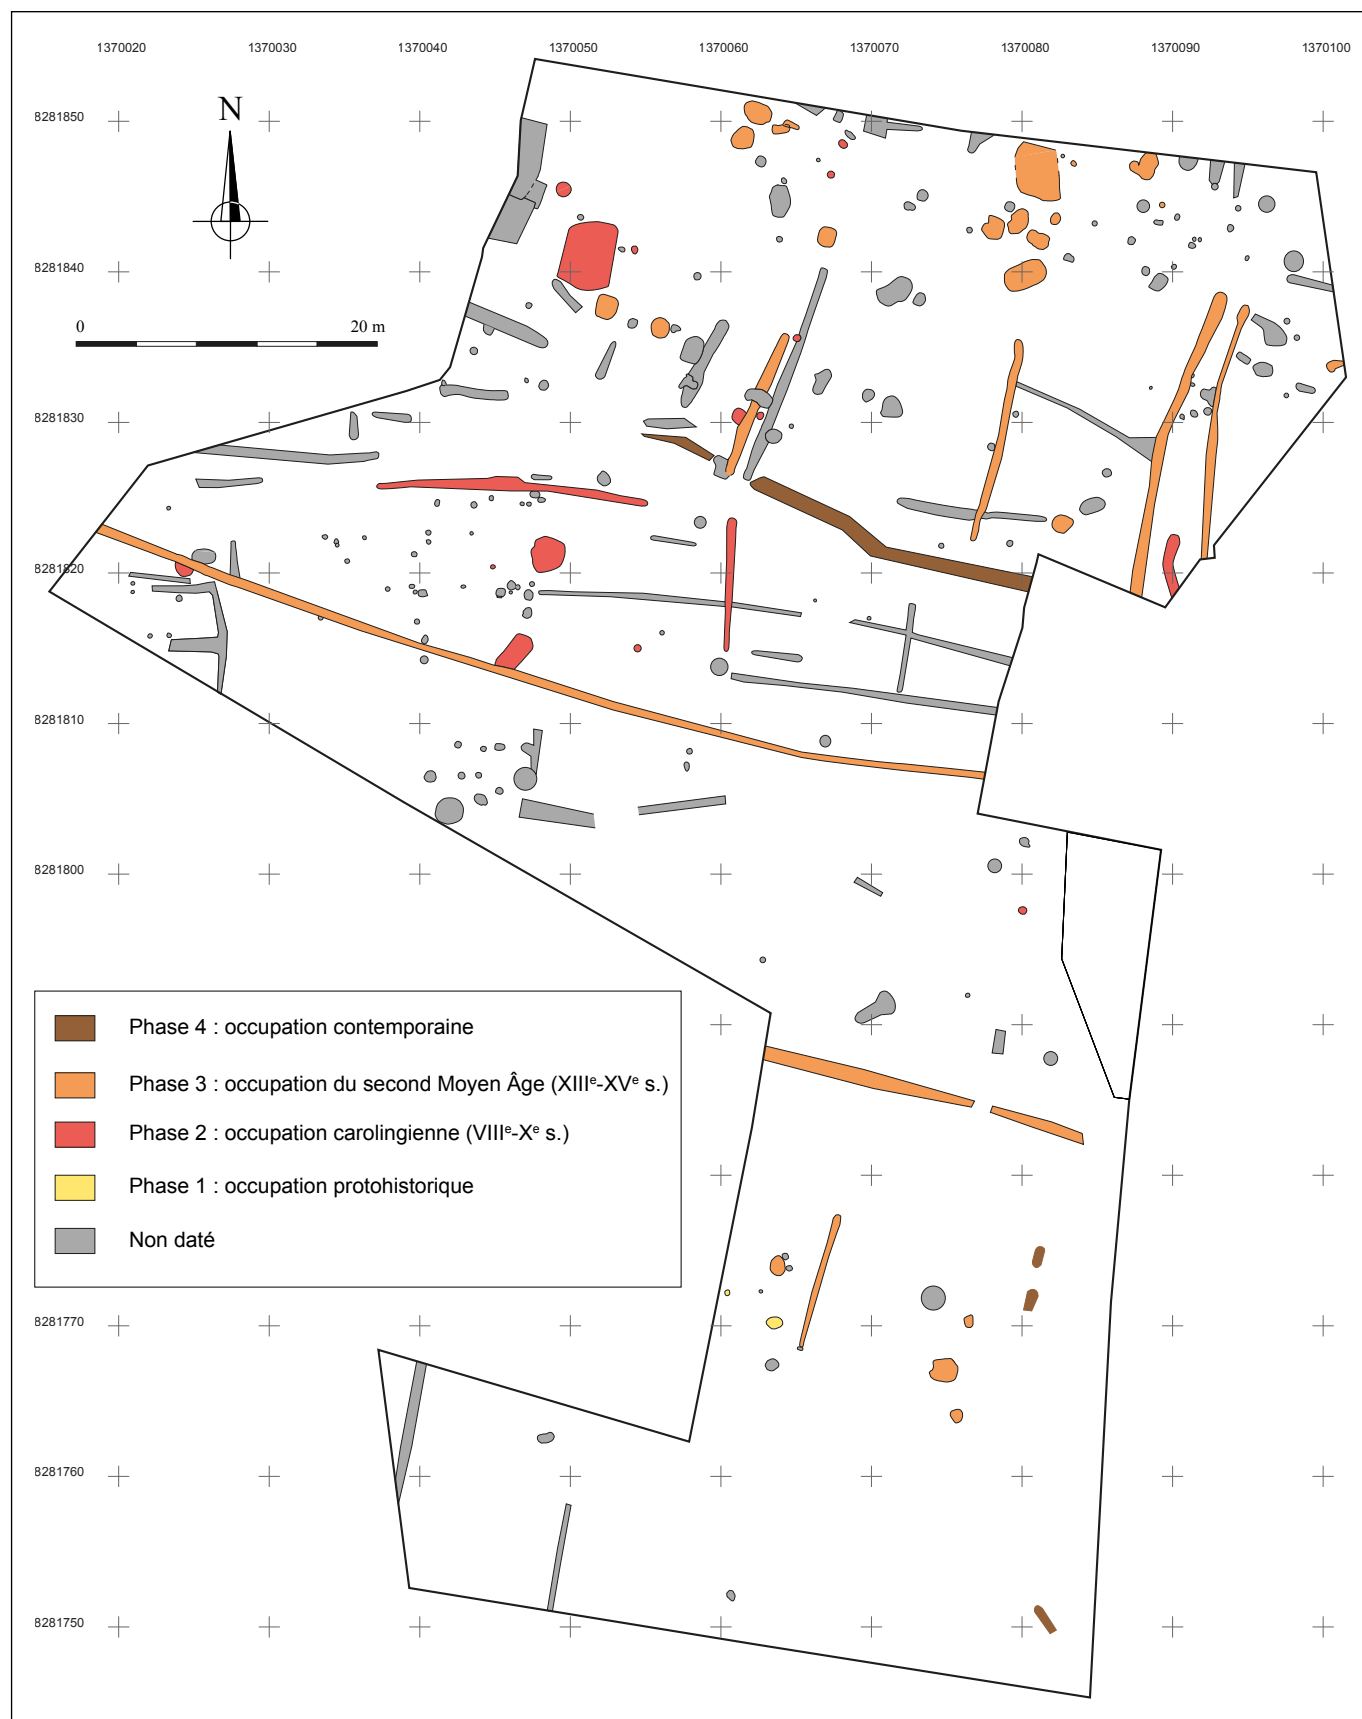 1370020 1370030 1370040 1370050 1370060 1370070 1370080 1370090 1370100
8281850
N
8281840
0 20 m
8281830
8281820
8281810
8281800
Phase 4 : occupation contemporaine
Phase 3 : occupation du second Moyen Âge (XIIIᵉ-XVᵉ s.)
Phase 2 : occupation carolingienne (VIIIᵉ-Xᵉ s.)
Phase 1 : occupation protohistorique
Non daté
8281770
8281760
8281750